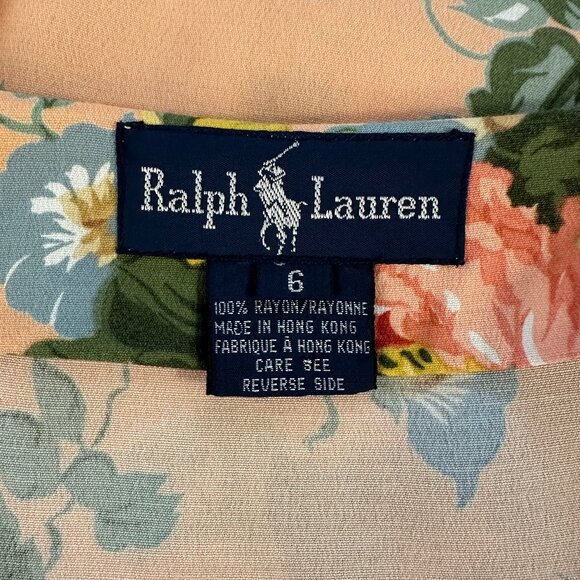 Ralph Lauren
6
100% RAYON/RAYONNE
MADE IN HONG KONG
FABRIQUE À HONG KONG
CARE SEE
REVERSE SIDE